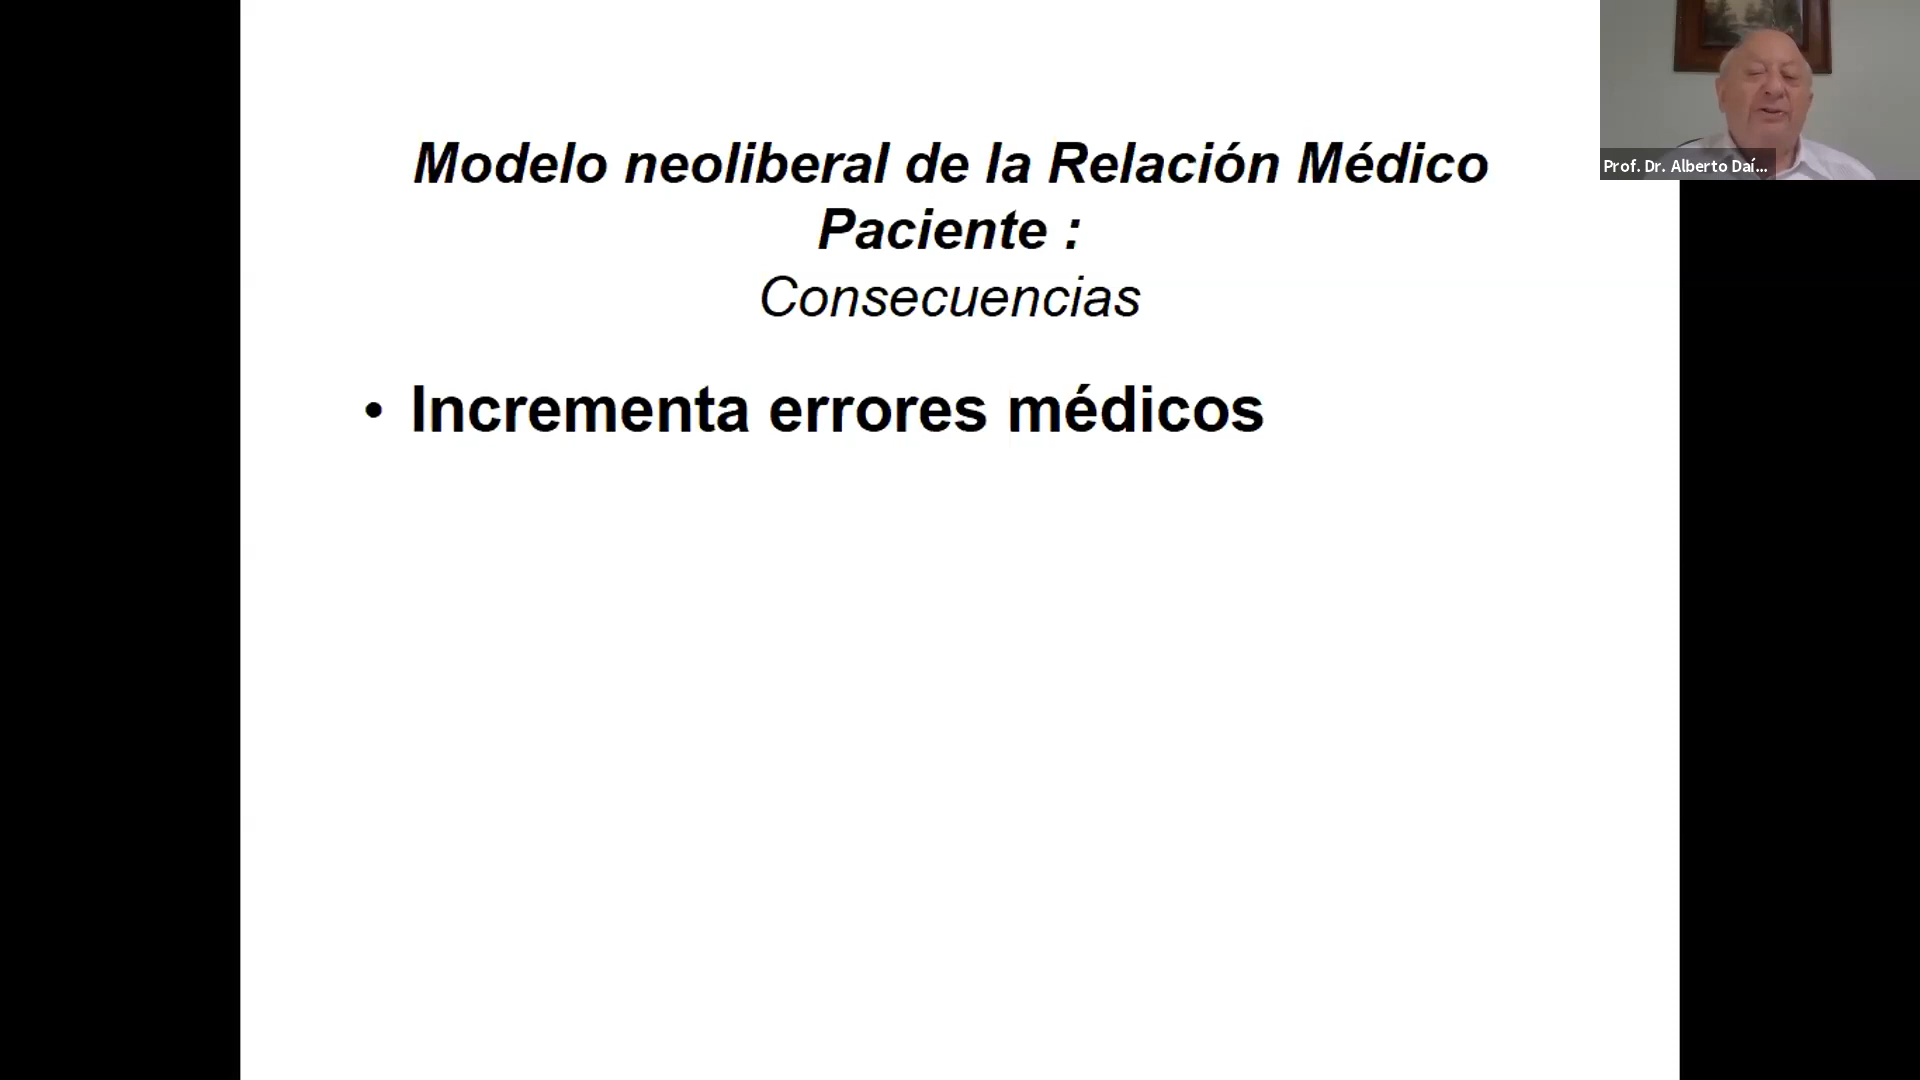 Modelo neoliberal de la Relación Médico
Paciente :
Consecuencias
• Incrementa errores médicos
Prof. Dr. Alberto Daí...